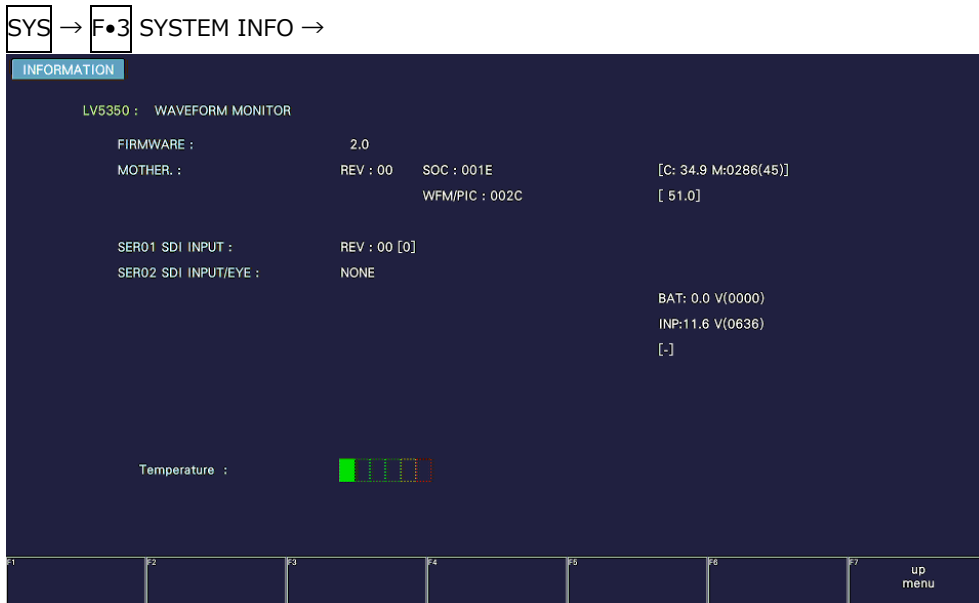 SYS → F•3 SYSTEM INFO →
INFORMATION
LV5350 : WAVEFORM MONITOR
FIRMWARE : 2.0
MOTHER. : REV : 00 SOC : 001E [C: 34.9 M:0286(45)]
WFM/PIC : 002C [ 51.0]
SER01 SDI INPUT : REV : 00 [0]
SER02 SDI INPUT/EYE : NONE
BAT: 0.0 V(0000)
INP:11.6 V(0636)
[-]
Temperature :
F1 F2 F3 F4 F5 F6 F7 up
menu